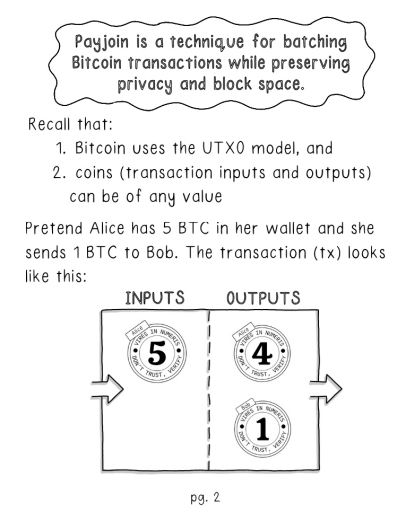 Payjoin is a technique for batching
Bitcoin transactions while preserving
privacy and block space.
Recall that:
1. Bitcoin uses the UTXO model, and
2. coins (transaction inputs and outputs)
can be of any value
Pretend Alice has 5 BTC in her wallet and she
sends 1 BTC to Bob. The transaction (tx) looks
like this:
INPUTS OUTPUTS
Alice
VIRES IN NUMERIS
5
DON'T TRUST, VERIFY
Alice
VIRES IN NUMERIS
4
DON'T TRUST, VERIFY
Bob
VIRES IN NUMERIS
1
DON'T TRUST, VERIFY
pg. 2